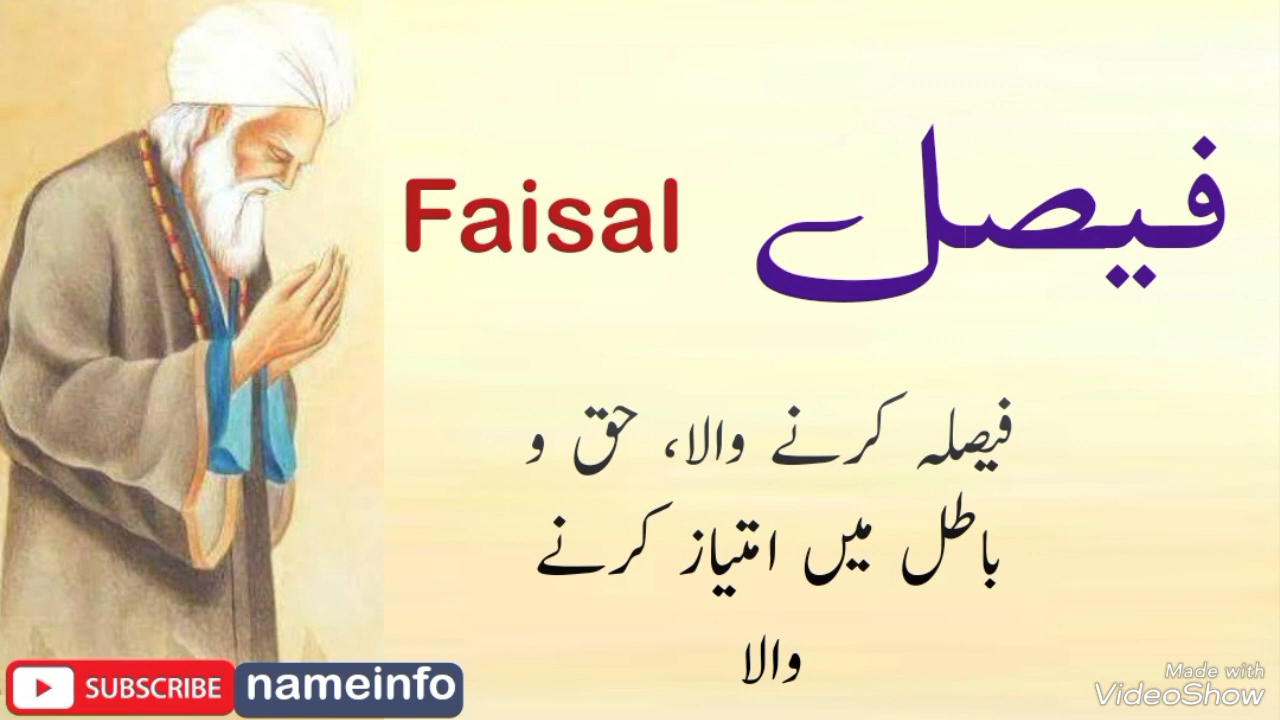 Faisal فیصل
فیصلہ کرنے والا، حق و
باطل میں امتیاز کرنے
والا
SUBSCRIBE nameinfo
Made with
VideoShow